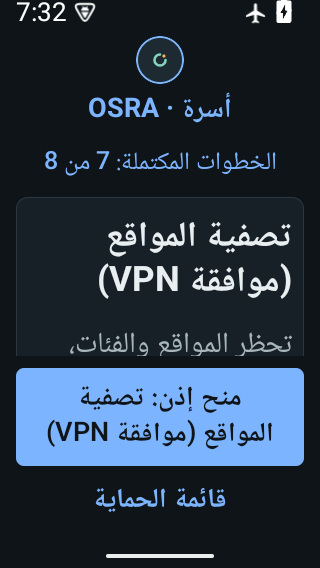 7:32
أسرة · OSRA
الخطوات المكتملة: 7 من 8
تصفية المواقع
(موافقة VPN)
تحظر المواقع والفئات،
منح إذن: تصفية
المواقع (موافقة VPN)
قائمة الحماية